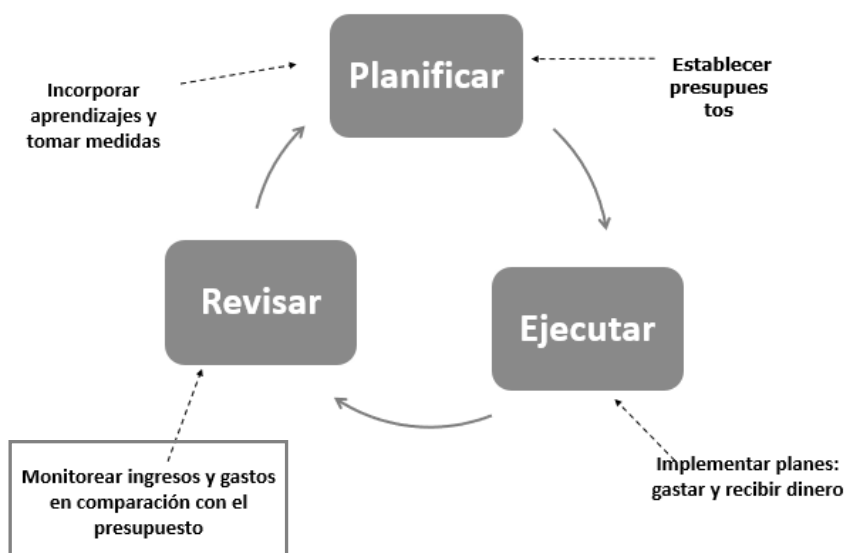 Planificar
Establecer
presupues
tos
Incorporar
aprendizajes y
tomar medidas
Revisar
Ejecutar
Monitorear ingresos y gastos
en comparación con el
presupuesto
Implementar planes:
gastar y recibir dinero